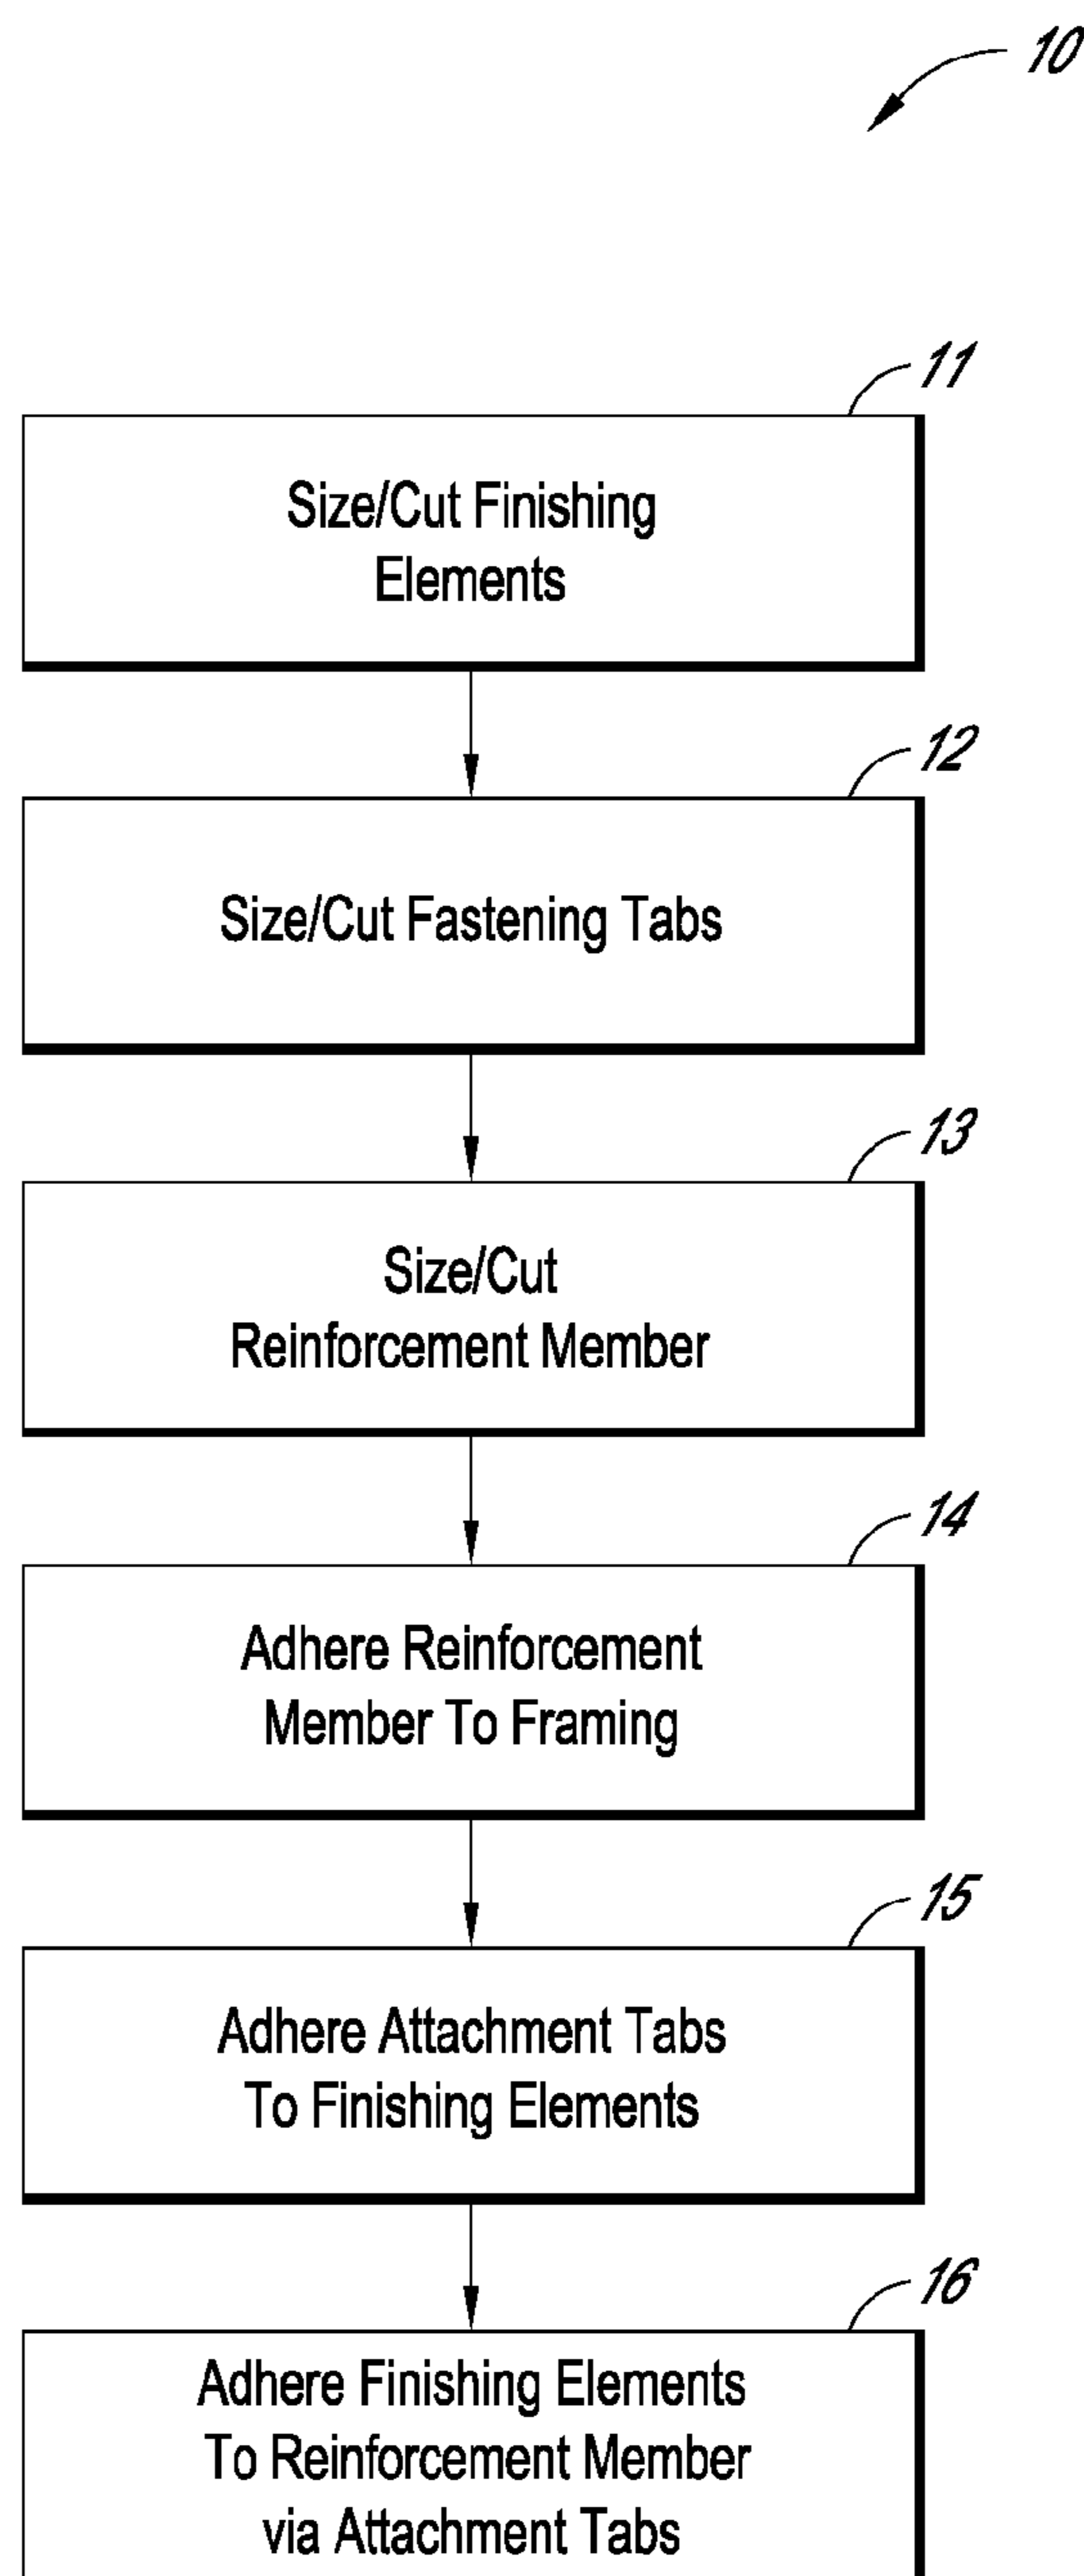 10
11
Size/Cut Finishing
Elements
12
Size/Cut Fastening Tabs
13
Size/Cut
Reinforcement Member
14
Adhere Reinforcement
Member To Framing
15
Adhere Attachment Tabs
To Finishing Elements
16
Adhere Finishing Elements
To Reinforcement Member
via Attachment Tabs